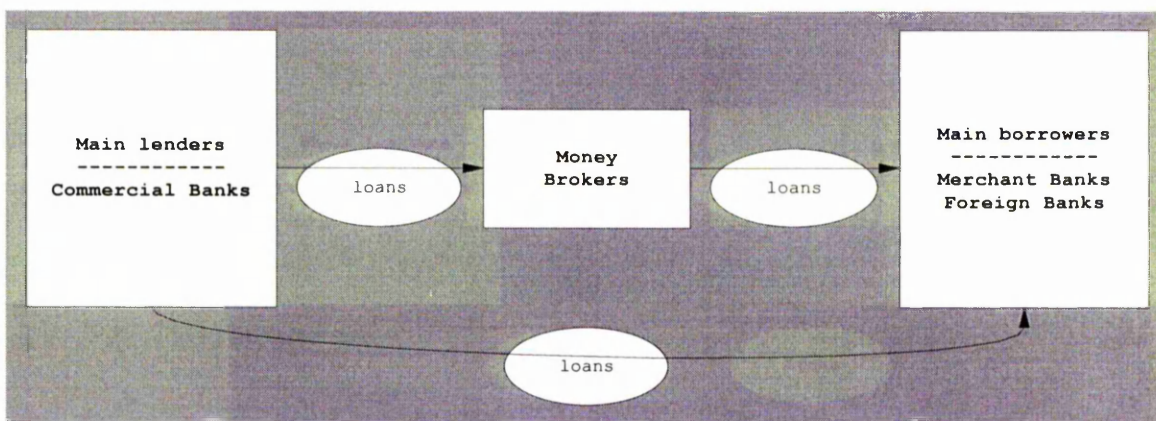 Main lenders
------------
Commercial Banks
loans
Money
Brokers
loans
Main borrowers
------------
Merchant Banks
Foreign Banks
loans